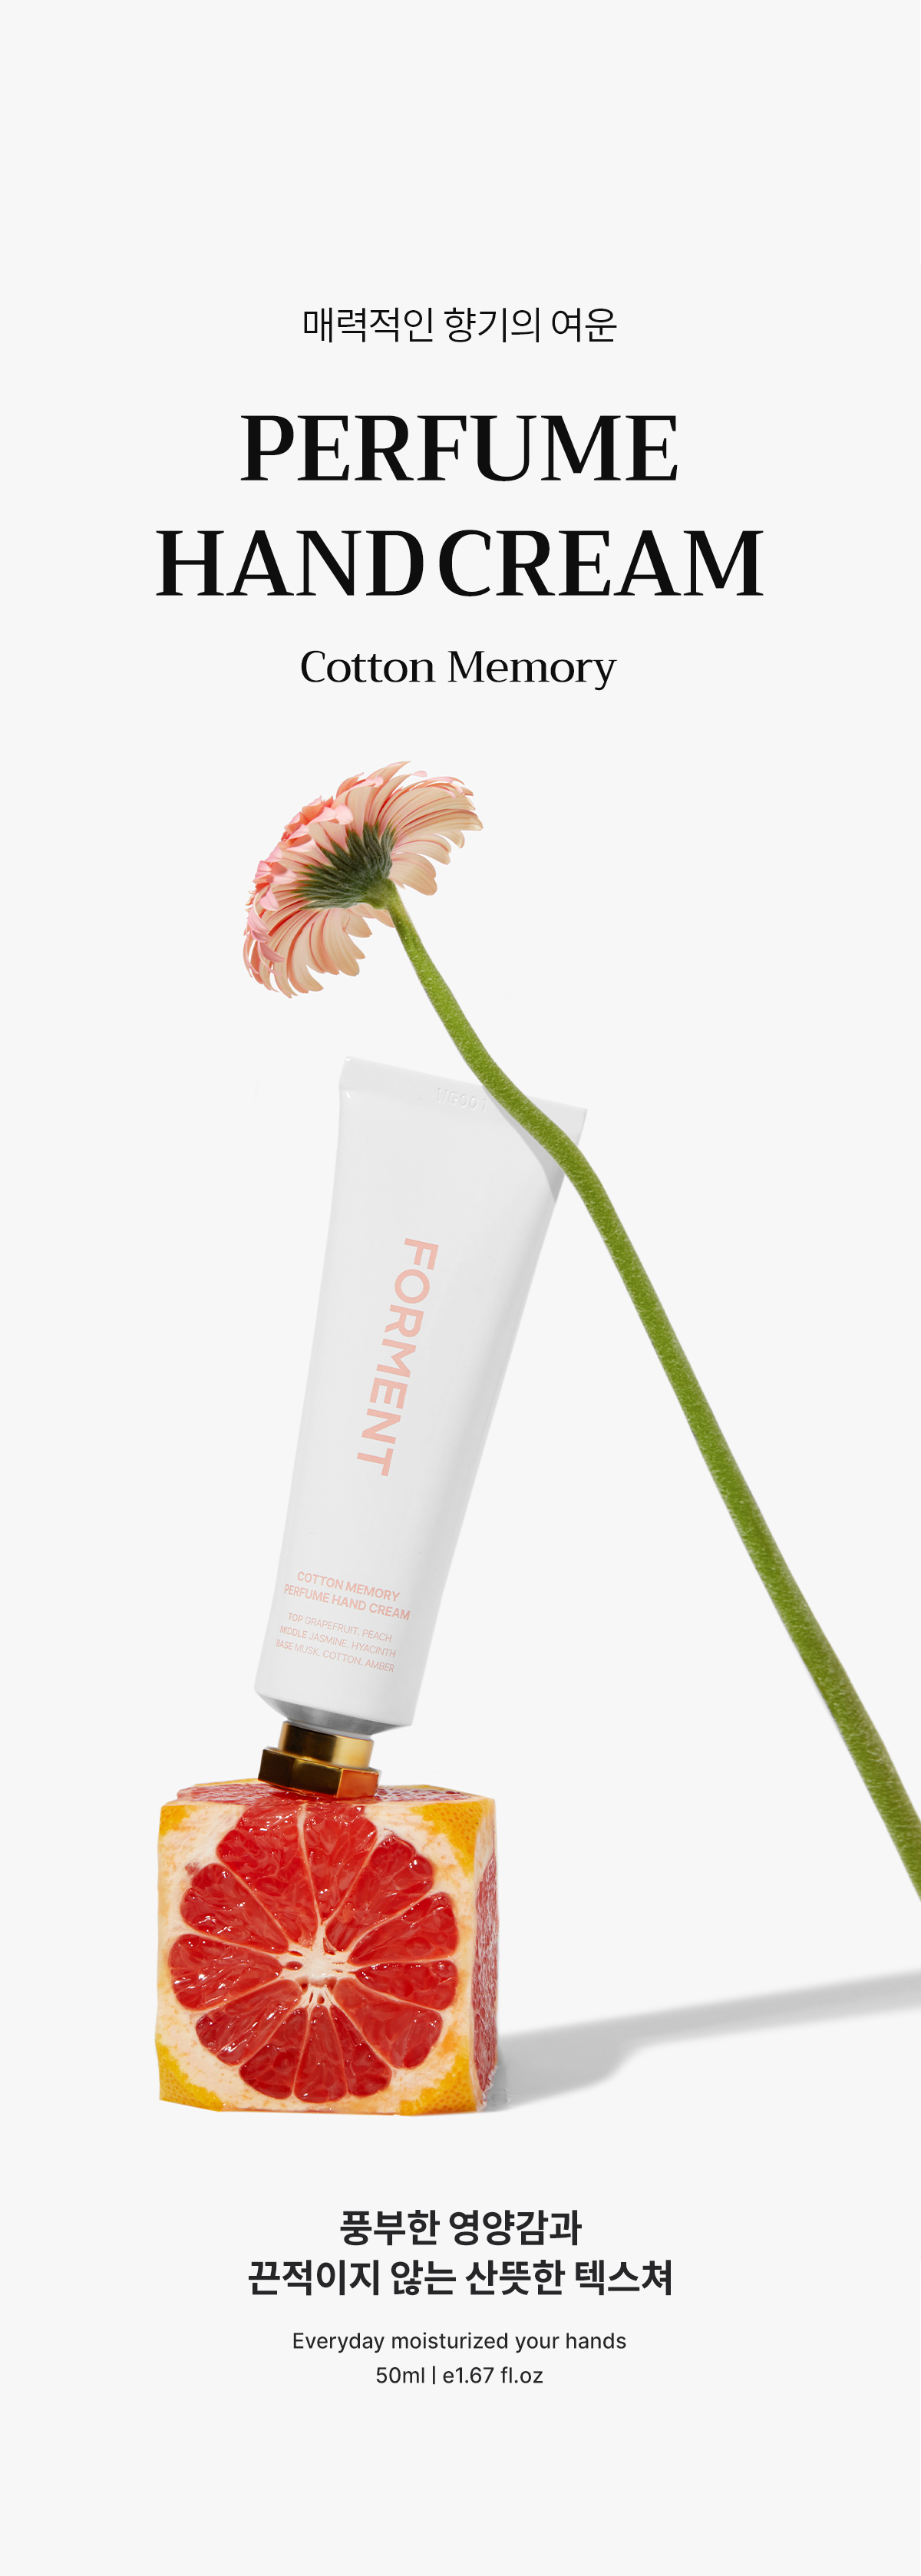 매력적인 향기의 여운
PERFUME
HAND CREAM
Cotton Memory
FORMENT
COTTON MEMORY
PERFUME HAND CREAM
TOP GRAPEFRUIT. PEACH
MIDDLE JASMINE. HYACINTH
BASE MUSK. COTTON. AMBER
풍부한 영양감과
끈적이지 않는 산뜻한 텍스쳐
Everyday moisturized your hands
50ml | e1.67 fl.oz